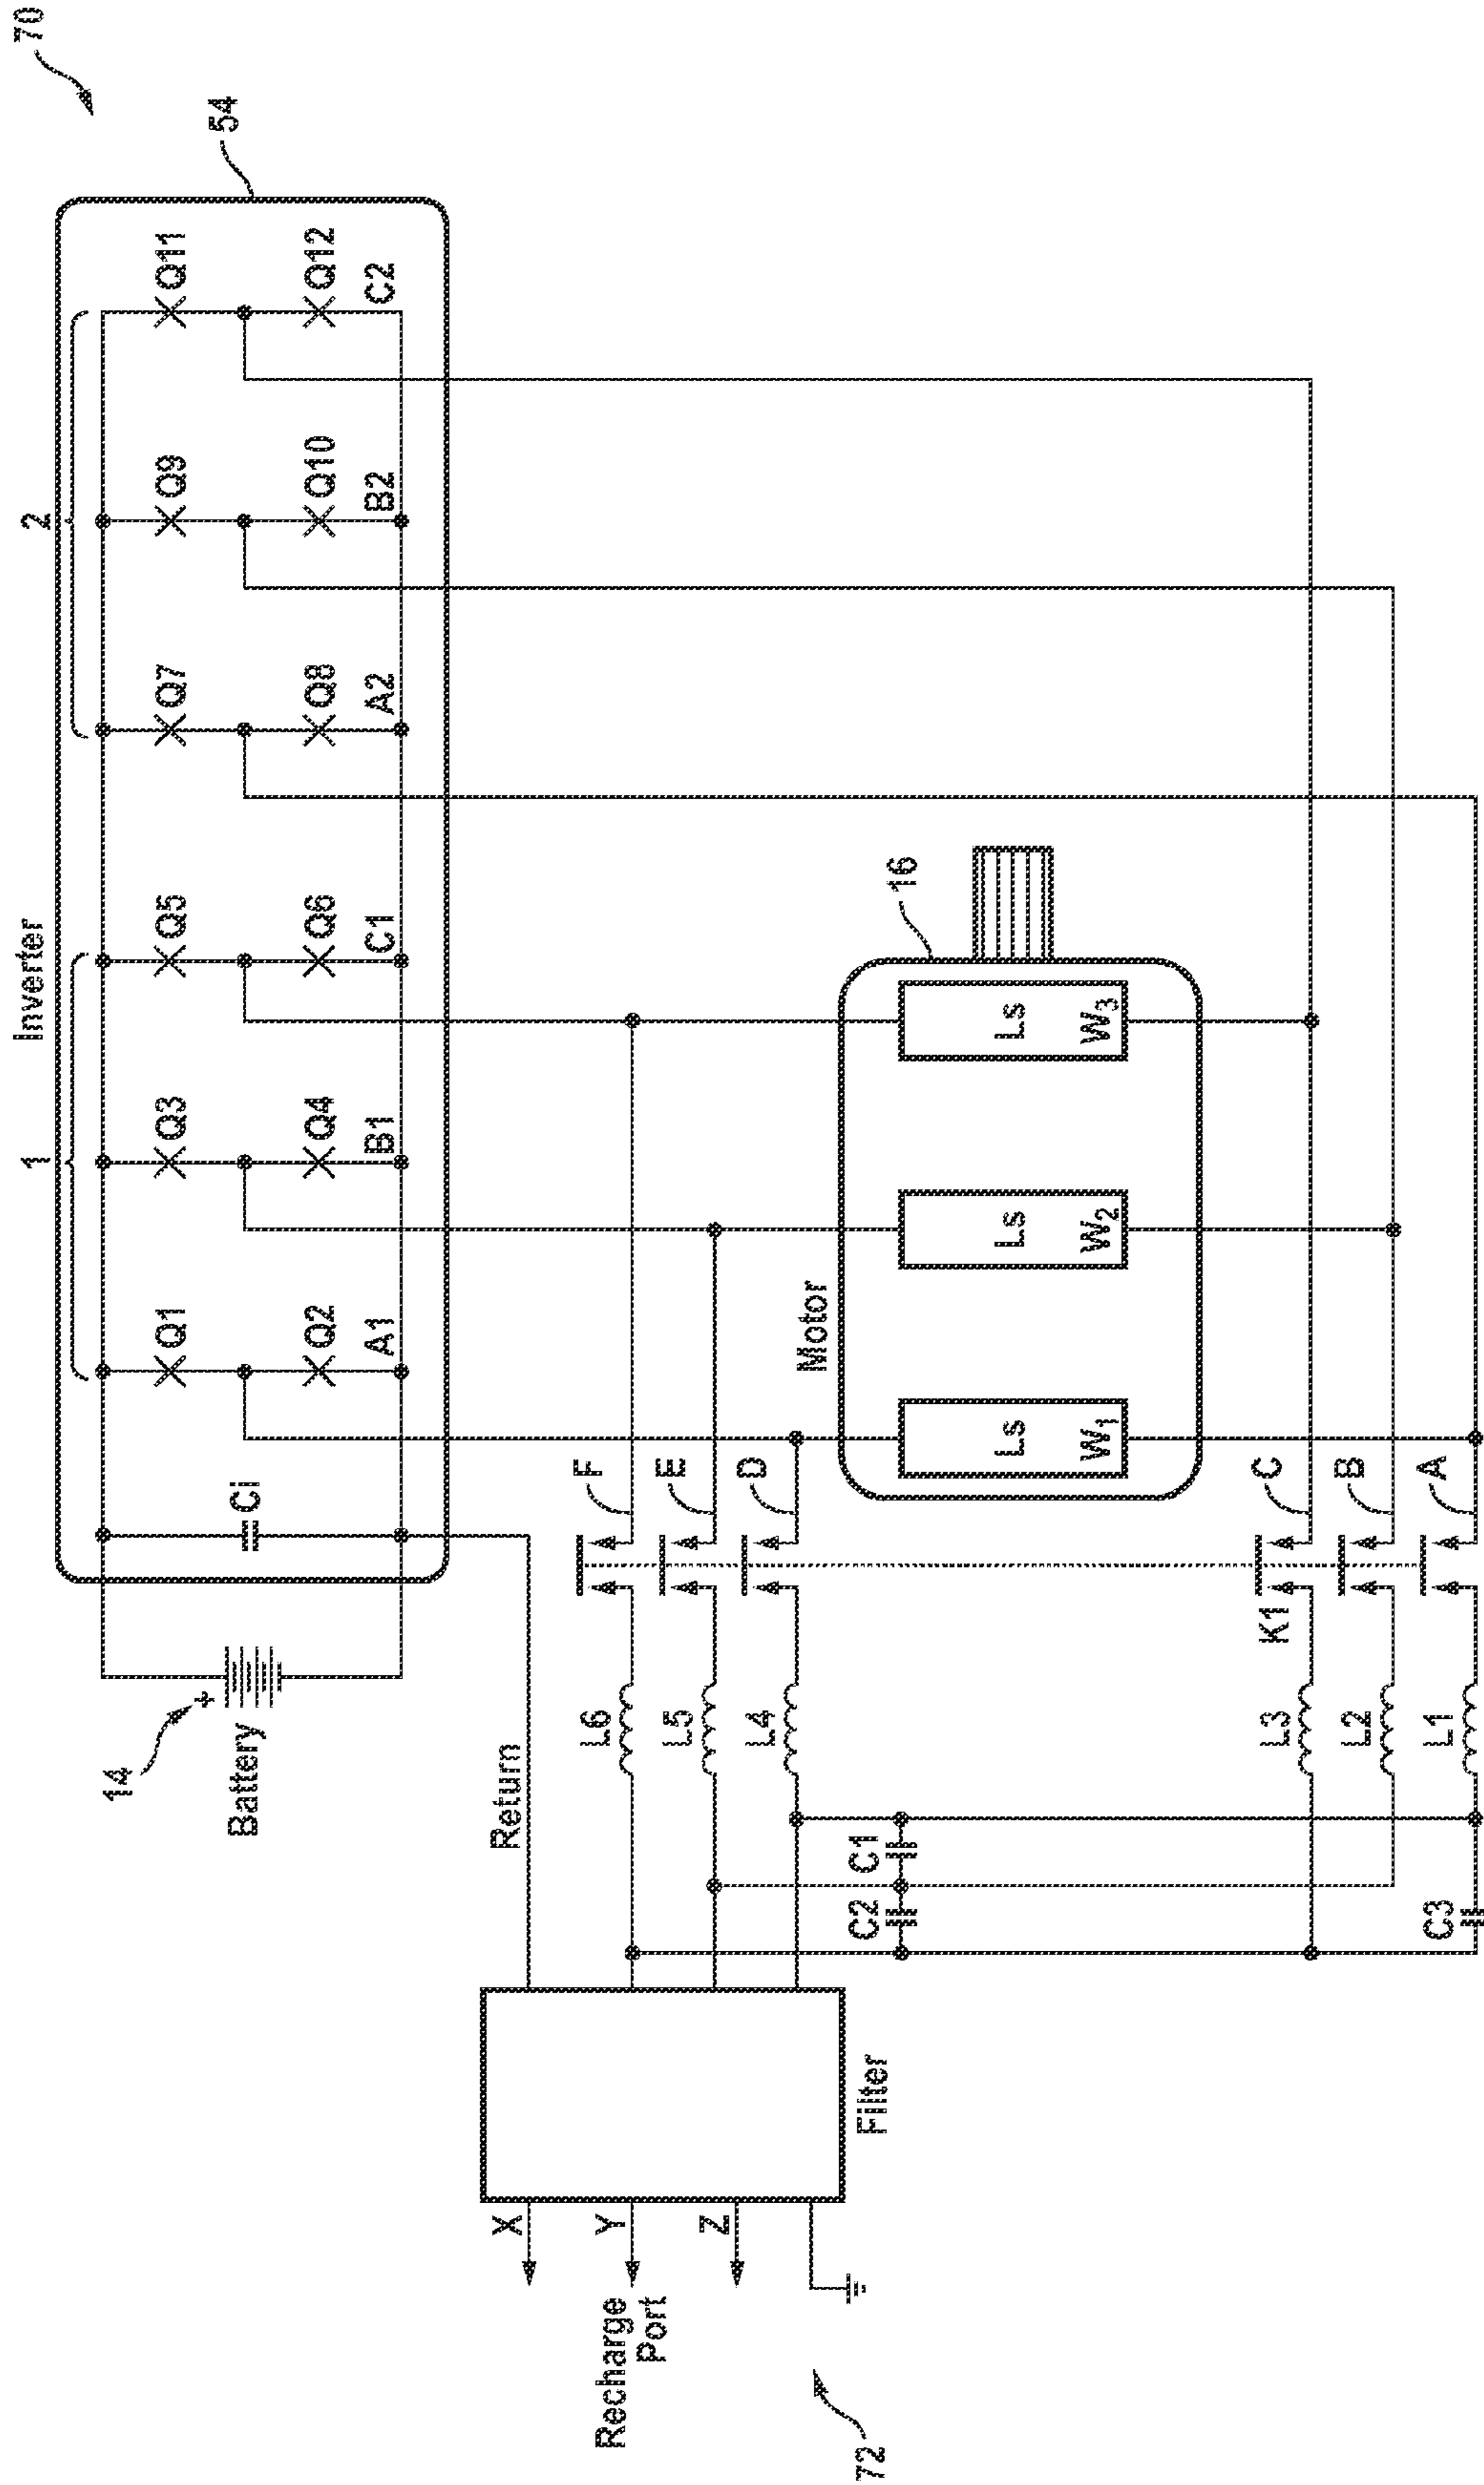 70
54
Inverter
1
2
Q1
Q3
Q5
Q7
Q9
Q11
Ci
Q2
Q4
Q6
Q8
Q10
Q12
A1
B1
C1
A2
B2
C2
14
+
Battery
Return
L6
F
L5
E
L4
D
Motor
16
Ls
W1
Ls
W2
Ls
W3
X
Y
Z
Recharge
Port
Filter
72
C2
C1
L3
K1
C
L2
B
C3
L1
A